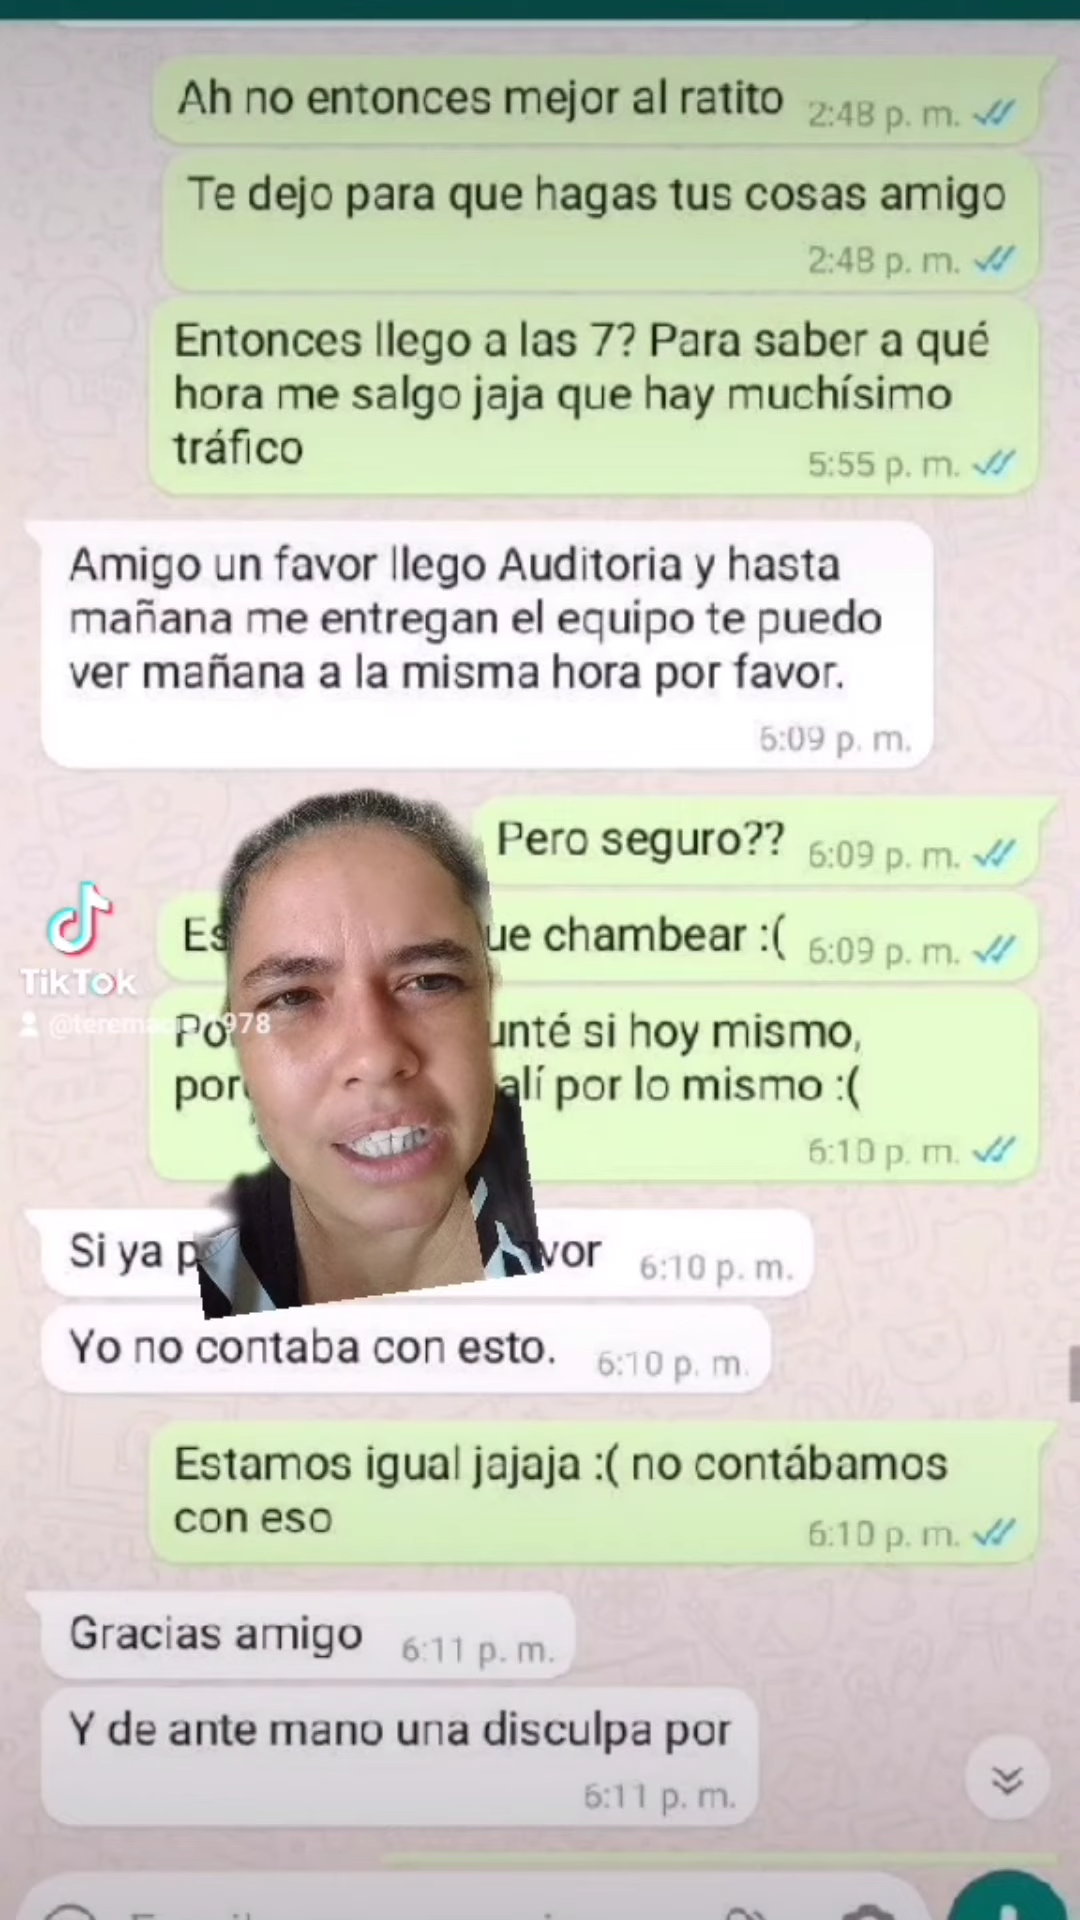 Ah no entonces mejor al ratito 2:48 p. m.
Te dejo para que hagas tus cosas amigo
2:48 p. m.
Entonces llego a las 7? Para saber a qué
hora me salgo jaja que hay muchísimo
tráfico
5:55 p. m.
Amigo un favor llego Auditoria y hasta
mañana me entregan el equipo te puedo
ver mañana a la misma hora por favor.
6:09 p. m.
Pero seguro?? 6:09 p. m.
chambear :( 6:09 p. m.
si hoy mismo,
por lo mismo :(
6:10 p. m.
TikTok
Si ya 6:10 p. m.
Yo no contaba con esto. 6:10 p. m.
Estamos igual jajaja :( no contábamos
con eso
6:10 p. m.
Gracias amigo 6:11 p. m.
Y de ante mano una disculpa por
6:11 p. m.